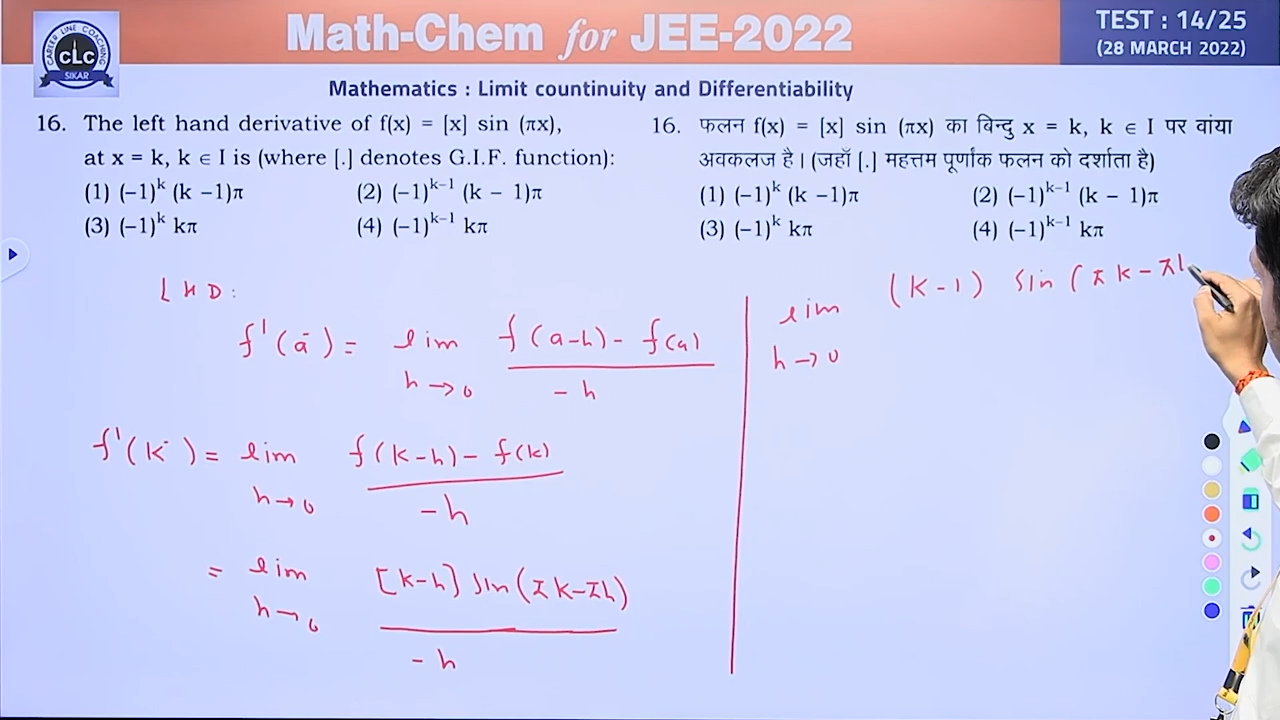 CAREER LINE COACHING
CLC
SIKAR
Math-Chem for JEE-2022
TEST : 14/25
(28 MARCH 2022)
Mathematics : Limit countinuity and Differentiability
16. The left hand derivative of f(x) = [x] sin (πx),
at x = k, k ∈ I is (where [.] denotes G.I.F. function):
(1) (−1)ᵏ (k −1)π (2) (−1)ᵏ⁻¹ (k − 1)π
(3) (−1)ᵏ kπ (4) (−1)ᵏ⁻¹ kπ
16. फलन f(x) = [x] sin (πx) का बिन्दु x = k, k ∈ I पर वांया
अवकलज है। (जहाँ [.] महत्तम पूर्णांक फलन को दर्शाता है)
(1) (−1)ᵏ (k −1)π (2) (−1)ᵏ⁻¹ (k − 1)π
(3) (−1)ᵏ kπ (4) (−1)ᵏ⁻¹ kπ
LHD:
f'(a⁻) = lim f(a-h) - f(a)
h→0 -h
f'(k⁻) = lim f(k-h) - f(k)
h→0 -h
= lim [k-h] sin(πk-πh)
h→0 -h
lim (k-1) sin(πk-πh
h→0